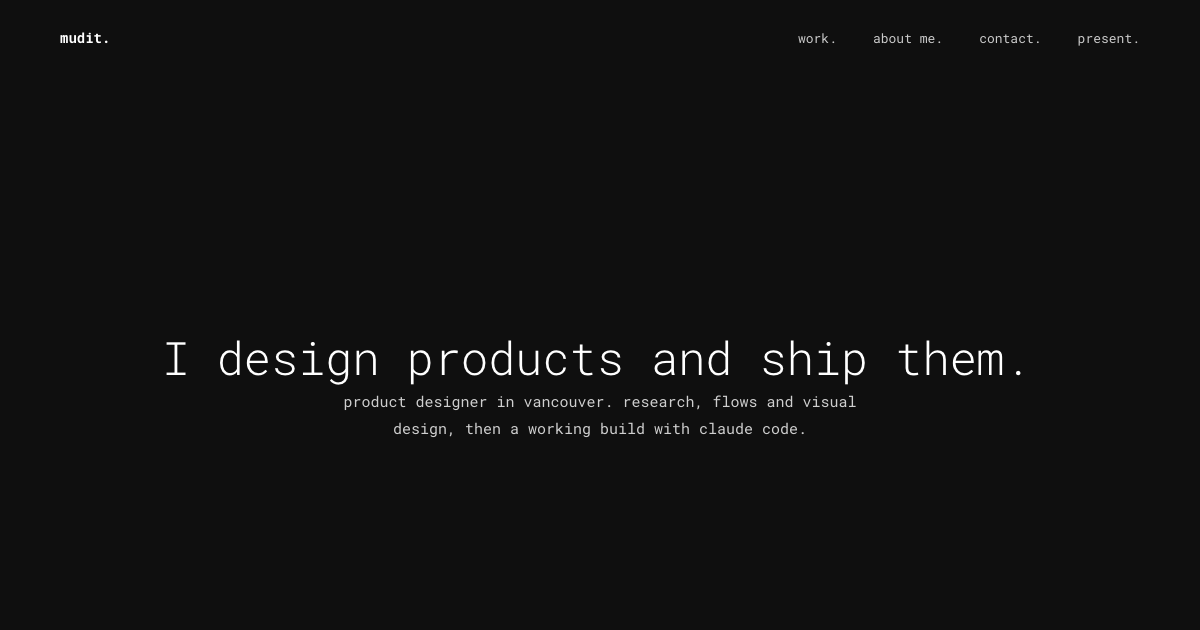 mudit.
work. about me. contact. present.
I design products and ship them.
product designer in vancouver. research, flows and visual
design, then a working build with claude code.